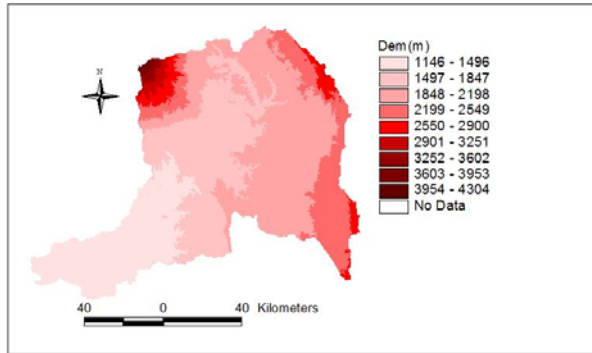 N
Dem (m)
1146 - 1496
1497 - 1847
1848 - 2198
2199 - 2549
2550 - 2900
2901 - 3251
3252 - 3602
3603 - 3953
3954 - 4304
No Data
40 0 40 Kilometers